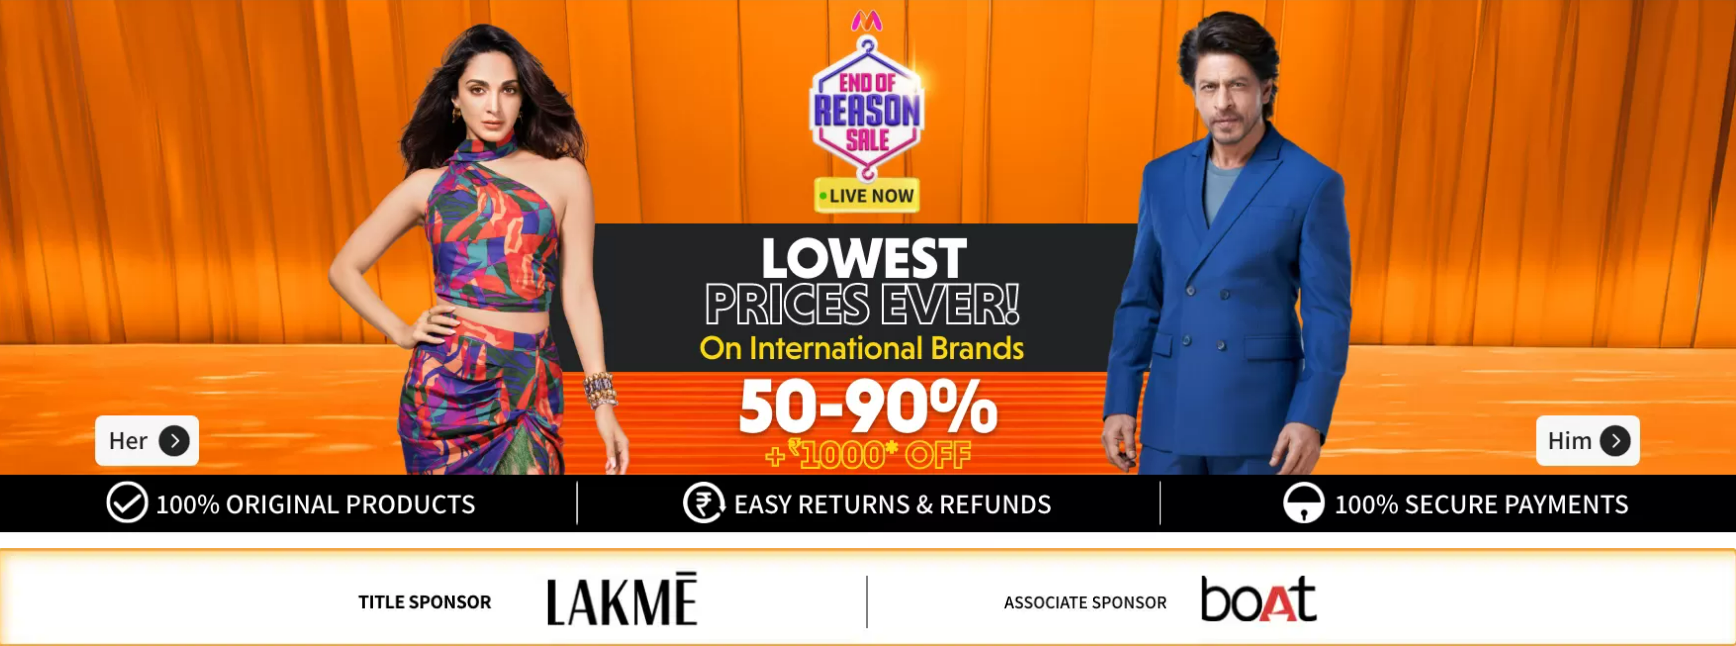 END OF
REASON
SALE
LIVE NOW
LOWEST
PRICES EVER!
On International Brands
50-90%
+₹1000* OFF
Her
Him
100% ORIGINAL PRODUCTS
EASY RETURNS & REFUNDS
100% SECURE PAYMENTS
TITLE SPONSOR
LAKMĒ
ASSOCIATE SPONSOR
boAt